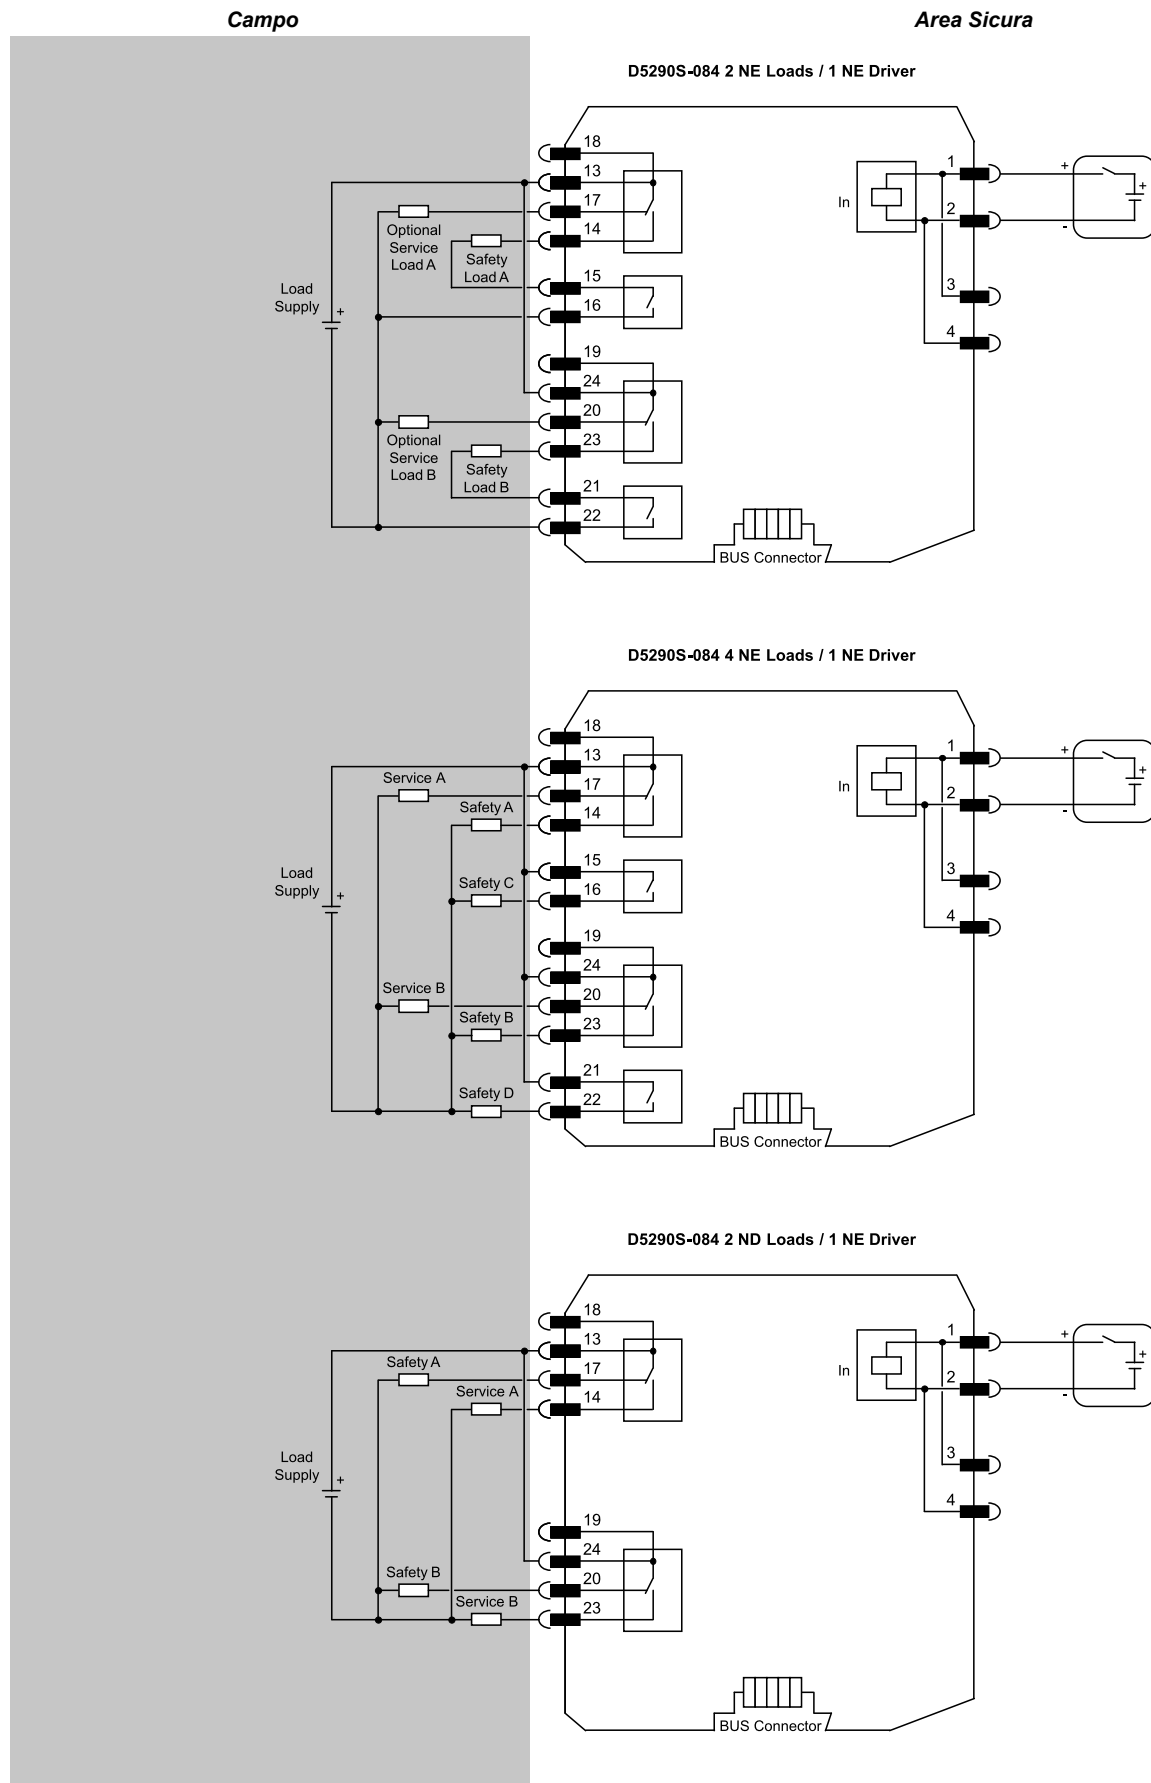 Campo
Area Sicura
D5290S-084 2 NE Loads / 1 NE Driver
18
13
17
14
15
16
19
24
20
23
21
22
Optional
Service
Load A
Safety
Load A
Load
Supply
+
Optional
Service
Load B
Safety
Load B
In
1
2
3
4
+
-
+
BUS Connector
D5290S-084 4 NE Loads / 1 NE Driver
18
13
17
14
15
16
19
24
20
23
21
22
Service A
Safety A
Safety C
Load
Supply
+
Service B
Safety B
Safety D
In
1
2
3
4
+
-
+
BUS Connector
D5290S-084 2 ND Loads / 1 NE Driver
18
13
17
14
19
24
20
23
Safety A
Service A
Load
Supply
+
Safety B
Service B
In
1
2
3
4
+
-
+
BUS Connector